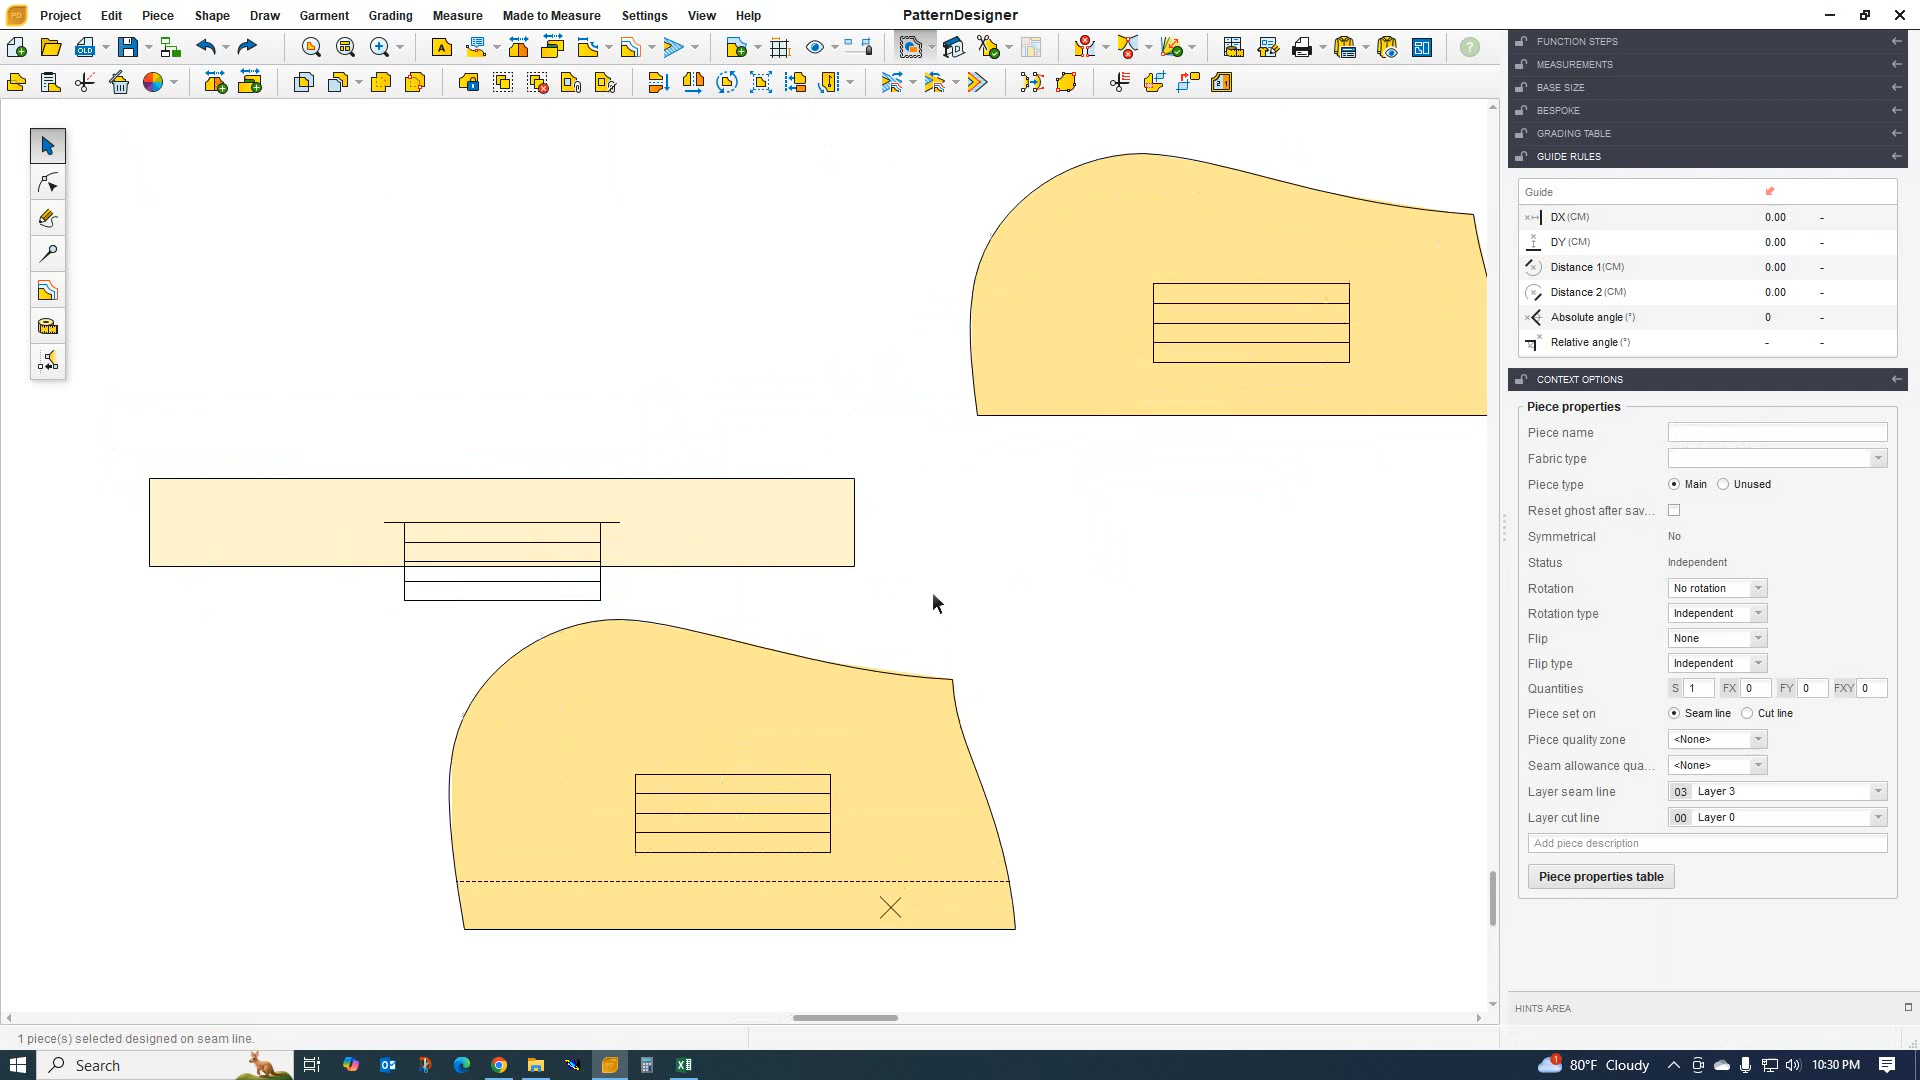 PD
Project
Edit
Piece
Shape
Draw
Garment
Grading
Measure
Made to Measure
Settings
View
Help
PatternDesigner
OLD
A
?
FUNCTION STEPS
MEASUREMENTS
BASE SIZE
BESPOKE
GRADING TABLE
GUIDE RULES
Guide
DX (CM) 0.00 -
DY (CM) 0.00 -
Distance 1(CM) 0.00 -
Distance 2 (CM) 0.00 -
Absolute angle (°) 0 -
Relative angle (°) - -
CONTEXT OPTIONS
Piece properties
Piece name
Fabric type
Piece type Main Unused
Reset ghost after sav...
Symmetrical No
Status Independent
Rotation No rotation
Rotation type Independent
Flip None
Flip type Independent
Quantities S 1 FX 0 FY 0 FXY 0
Piece set on Seam line Cut line
Piece quality zone <None>
Seam allowance qua... <None>
Layer seam line 03 Layer 3
Layer cut line 00 Layer 0
Add piece description
Piece properties table
HINTS AREA
1 piece(s) selected designed on seam line.
Search
1
80°F Cloudy
10:30 PM